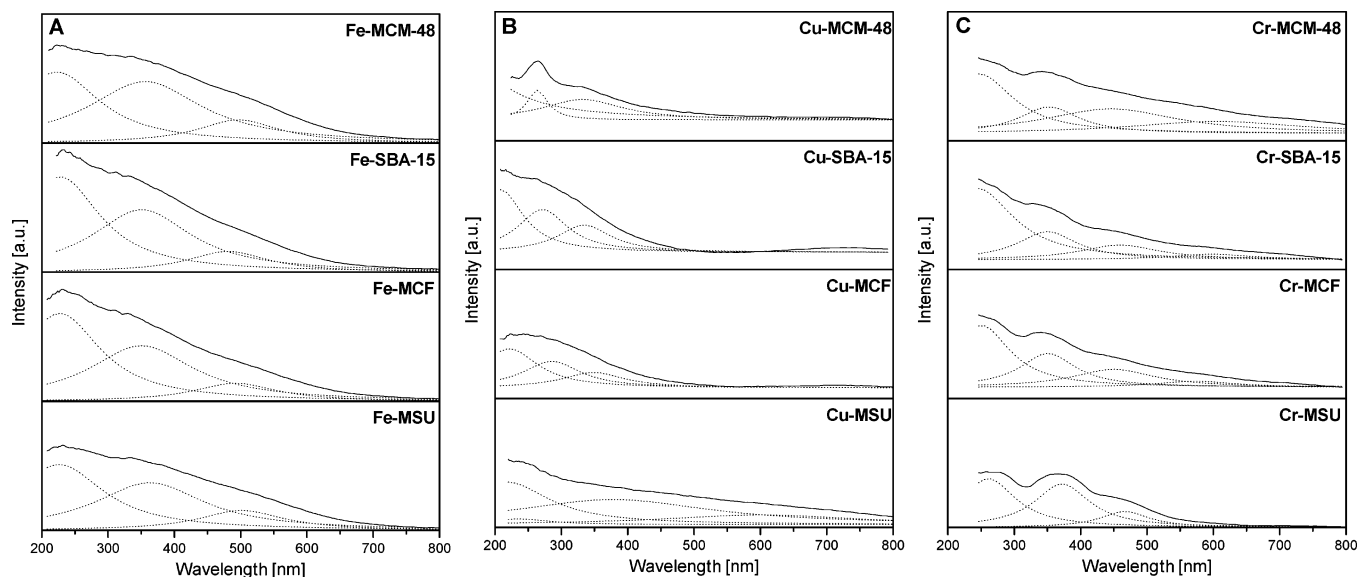 A
Fe-MCM-48
Fe-SBA-15
Fe-MCF
Fe-MSU
Intensity [a.u.]
200 300 400 500 600 700 800
Wavelength [nm]
B
Cu-MCM-48
Cu-SBA-15
Cu-MCF
Cu-MSU
Intensity [a.u.]
200 300 400 500 600 700 800
Wavelength [nm]
C
Cr-MCM-48
Cr-SBA-15
Cr-MCF
Cr-MSU
Intensity [a.u.]
200 300 400 500 600 700 800
Wavelength [nm]